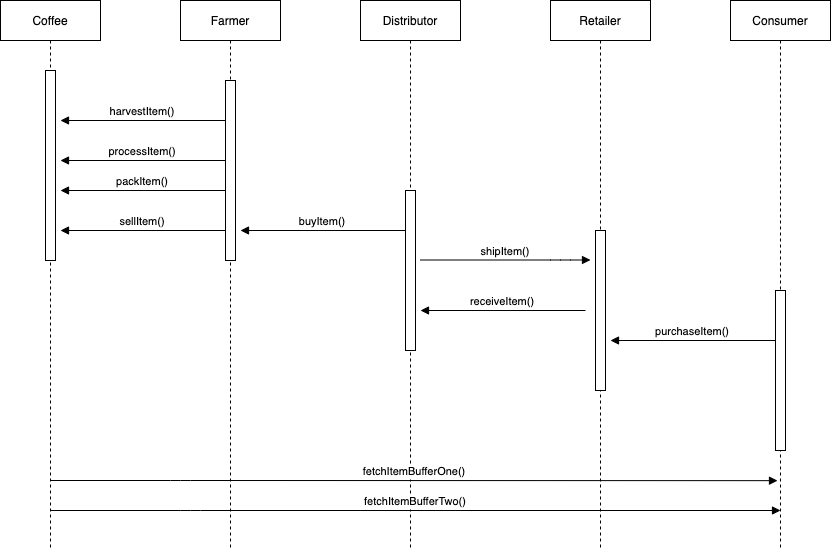 Coffee
Farmer
Distributor
Retailer
Consumer
harvestItem()
processItem()
packItem()
sellItem()
buyItem()
shipItem()
receiveItem()
purchaseItem()
fetchItemBufferOne()
fetchItemBufferTwo()